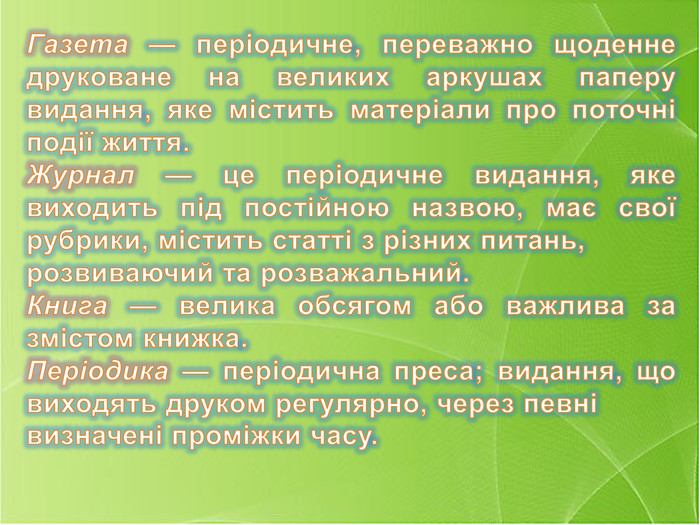 Газета — періодичне, переважно щоденне
друковане на великих аркушах паперу
видання, яке містить матеріали про поточні
події життя.
Журнал — це періодичне видання, яке
виходить під постійною назвою, має свої
рубрики, містить статті з різних питань,
розвиваючий та розважальний.
Книга — велика обсягом або важлива за
змістом книжка.
Періодика — періодична преса; видання, що
виходять друком регулярно, через певні
визначені проміжки часу.